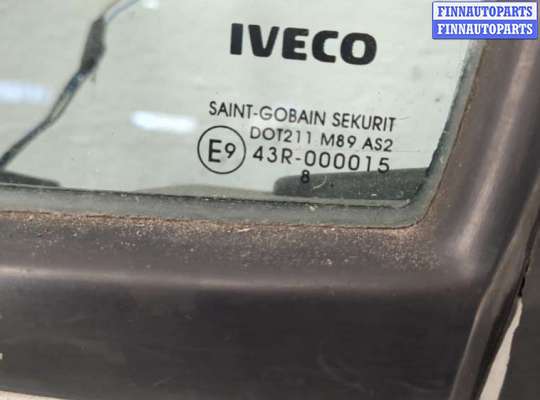 FINNAUTOPARTS
FINNAUTOPARTS
IVECO
SAINT-GOBAIN SEKURIT
DOT211 M89 AS2
E9 43R-000015
8